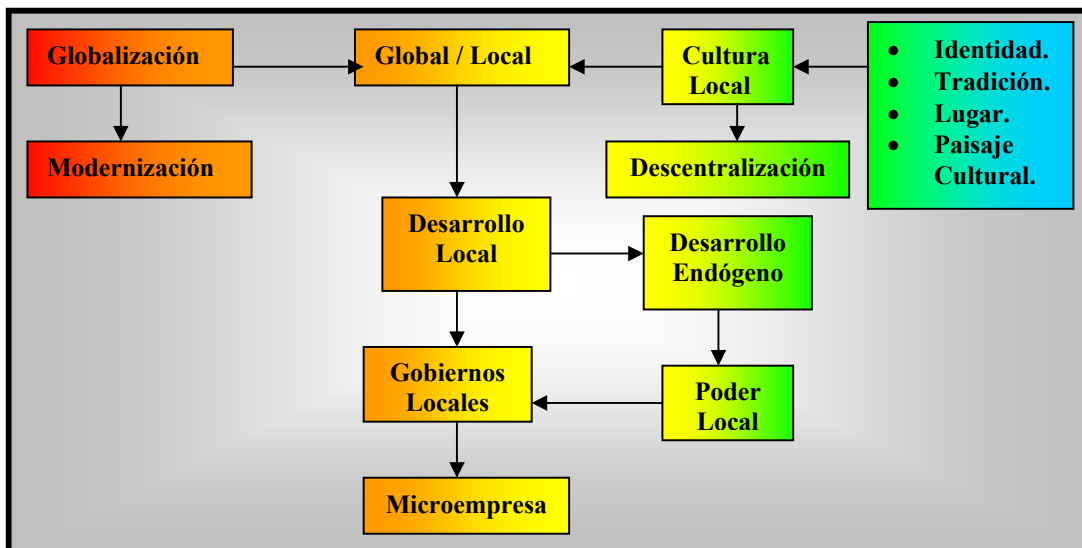 Globalización
Global / Local
Cultura
Local
• Identidad.
• Tradición.
• Lugar.
• Paisaje
Cultural.
Modernización
Descentralización
Desarrollo
Local
Desarrollo
Endógeno
Gobiernos
Locales
Poder
Local
Microempresa